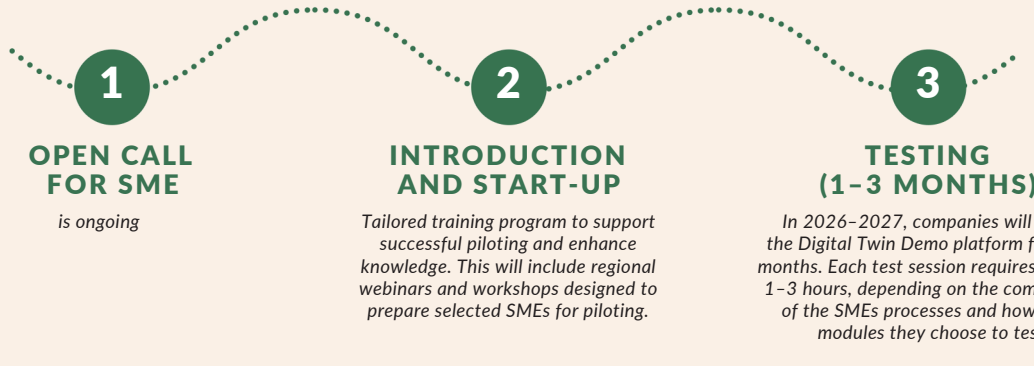 1
OPEN CALL
FOR SME
is ongoing
2
INTRODUCTION
AND START-UP
Tailored training program to support
successful piloting and enhance
knowledge. This will include regional
webinars and workshops designed to
prepare selected SMEs for piloting.
3
TESTING
(1–3 MONTHS)
In 2026–2027, companies will
the Digital Twin Demo platform
months. Each test session requires
1–3 hours, depending on the
of the SMEs processes and how
modules they choose to